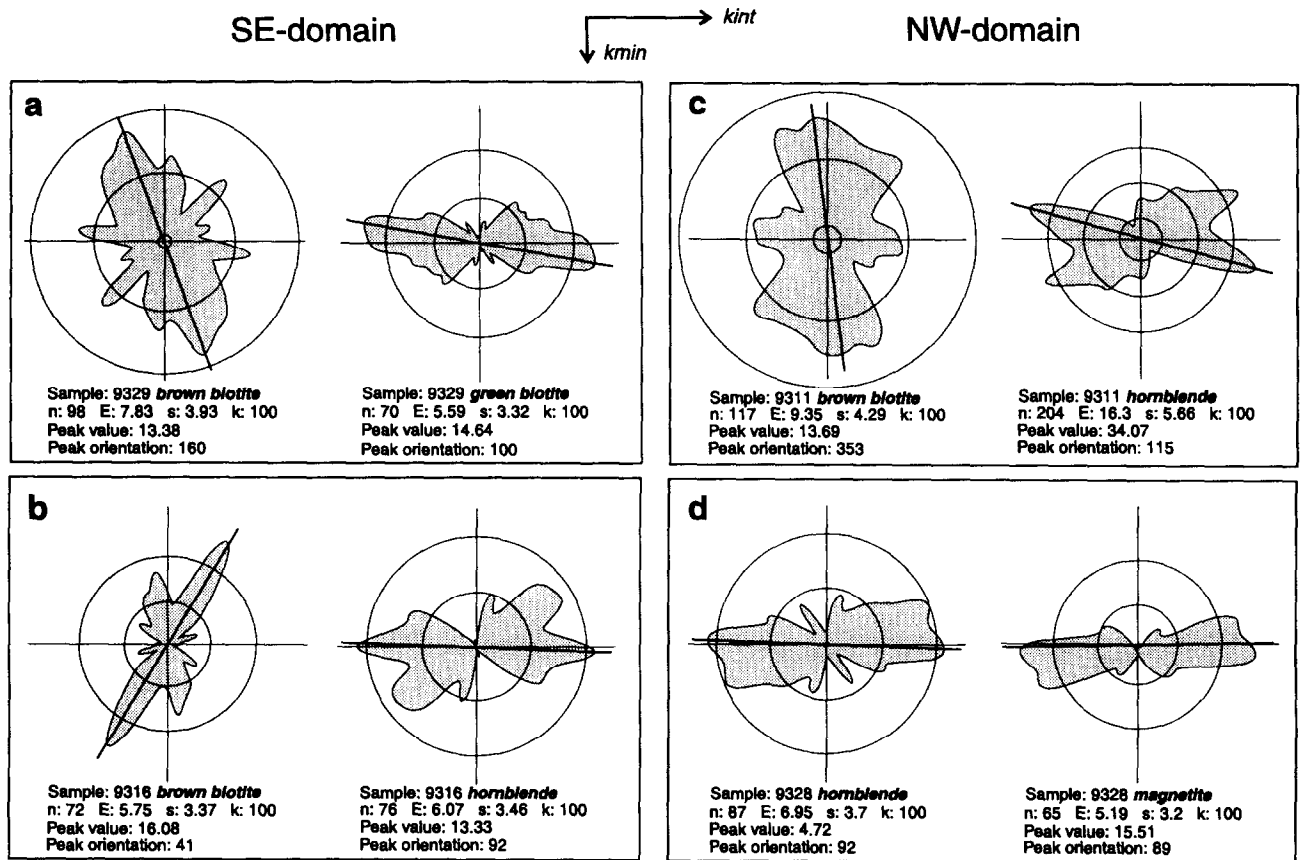 SE-domain
kint
kmin
NW-domain
a
Sample: 9329 brown biotite
n: 98 E: 7.83 s: 3.93 k: 100
Peak value: 13.38
Peak orientation: 160
Sample: 9329 green biotite
n: 70 E: 5.59 s: 3.32 k: 100
Peak value: 14.64
Peak orientation: 100
c
Sample: 9311 brown biotite
n: 117 E: 9.35 s: 4.29 k: 100
Peak value: 13.69
Peak orientation: 353
Sample: 9311 hornblende
n: 204 E: 16.3 s: 5.66 k: 100
Peak value: 34.07
Peak orientation: 115
b
Sample: 9316 brown biotite
n: 72 E: 5.75 s: 3.37 k: 100
Peak value: 16.08
Peak orientation: 41
Sample: 9316 hornblende
n: 76 E: 6.07 s: 3.46 k: 100
Peak value: 13.33
Peak orientation: 92
d
Sample: 9328 hornblende
n: 87 E: 6.95 s: 3.7 k: 100
Peak value: 4.72
Peak orientation: 92
Sample: 9328 magnetite
n: 65 E: 5.19 s: 3.2 k: 100
Peak value: 15.51
Peak orientation: 89